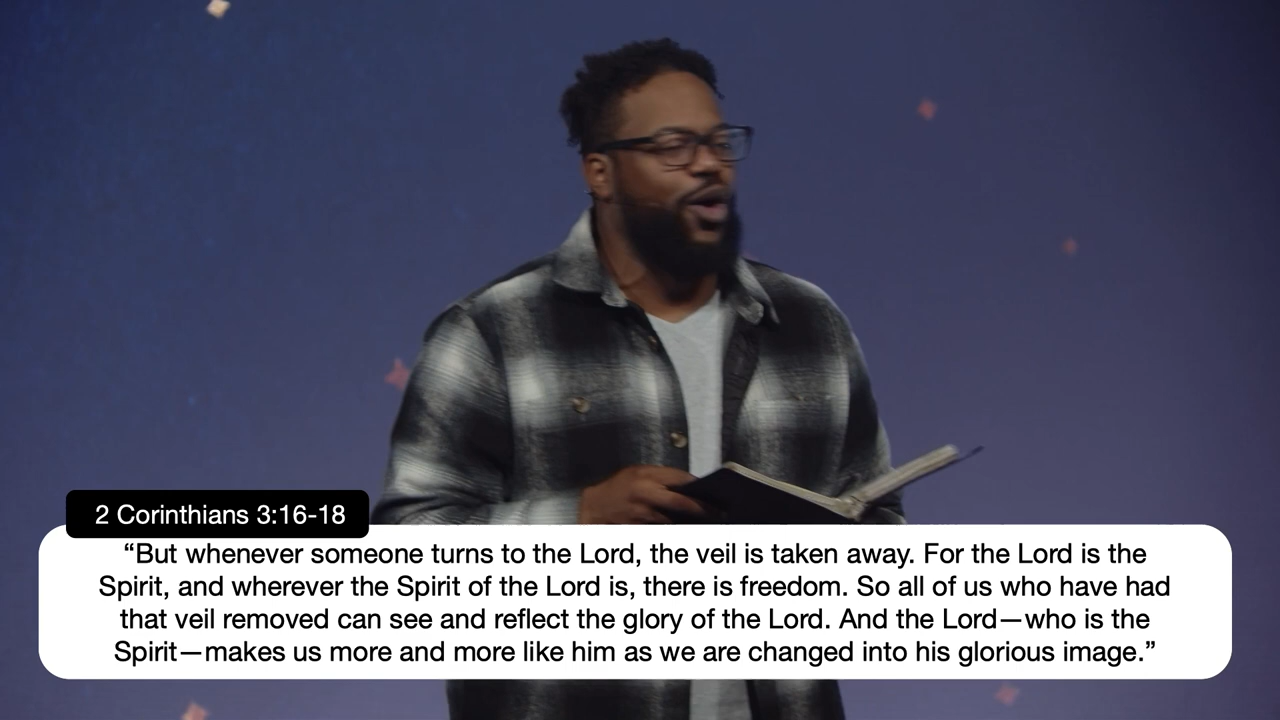 2 Corinthians 3:16-18
“But whenever someone turns to the Lord, the veil is taken away. For the Lord is the
Spirit, and wherever the Spirit of the Lord is, there is freedom. So all of us who have had
that veil removed can see and reflect the glory of the Lord. And the Lord—who is the
Spirit—makes us more and more like him as we are changed into his glorious image.”